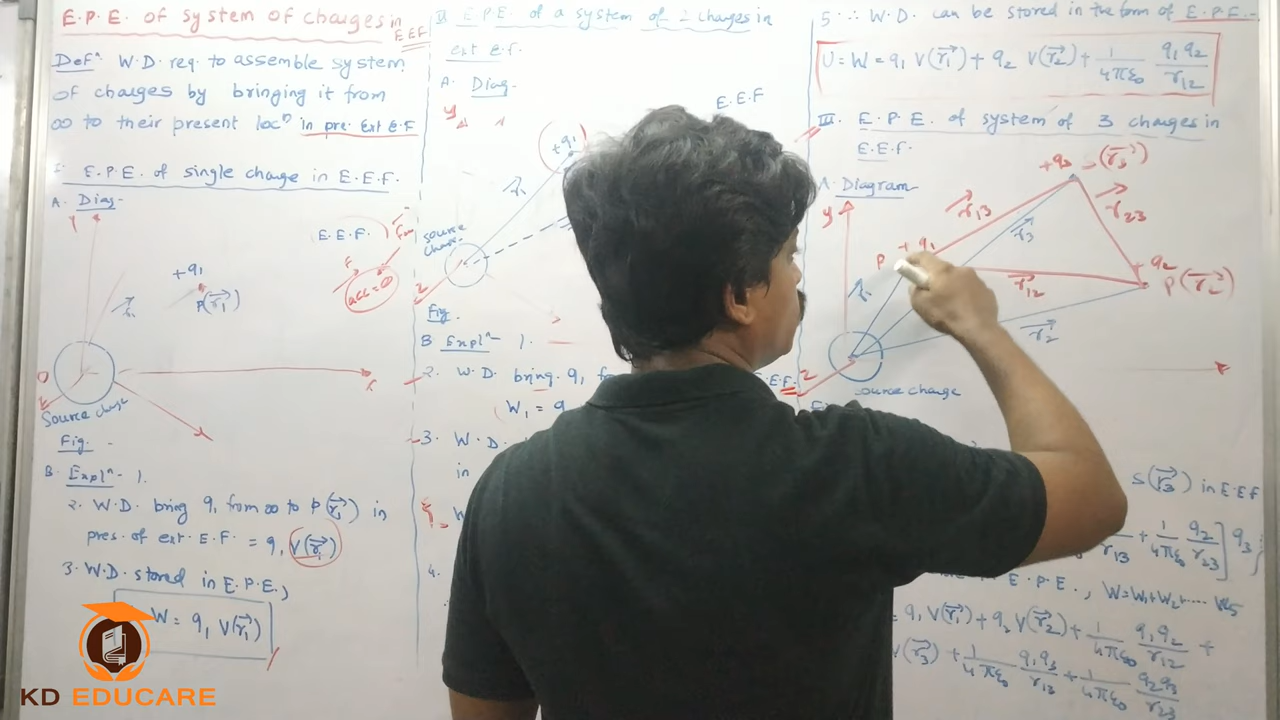 E.P.E. of system of charges in
E.E.F.
Defⁿ W.D. req. to assemble system
of charges by bringing it from
∞ to their present locⁿ in pre. ext E.F
I. E.P.E. of single charge in E.E.F.
A. Diag.
Y
E.E.F.
+q₁
P(r₁⃗)
r₁⃗
F
acc = 0
O
x
Source charge
Fig.
B. Explⁿ- 1.
2. W.D. bring q₁ from ∞ to P(r₁⃗) in
pres. of ext. E.F. = q₁ V(r₁⃗)
3. W.D. stored in E.P.E.,
W = q₁ V(r₁⃗)
KD EDUCARE
II E.P.E. of a system of 2 charges in
ext E.F.
A. Diag.
y
E.E.F
+q₁
r₁⃗
Source
z
Fig.
B Explⁿ- 1.
2. W.D. bring. q₁
E.E.F.
W₁ = q
3. W.D.
in
4.
5. ∴ W.D. can be stored in the form of E.P.E.
U = W = q₁ V(r₁⃗) + q₂ V(r₂⃗) + 1/4πε₀ q₁q₂/r₁₂
III. E.P.E. of system of 3 charges in
E.E.F.
A. Diagram
y
+q₃ S(r₃⃗)
r₁₃⃗
r₂₃⃗
r₃⃗
P
+q₁
+q₂
P(r₂⃗)
r₁₂⃗
r₁⃗
r₂⃗
z
source charge
S(r₃⃗) in E.E.F
r₁₃ + 1/4πε₀ q₂/r₂₃] q₃}
E.P.E., W = W₁+W₂+.... W₅
= q₁ V(r₁⃗) + q₂ V(r₂⃗) + 1/4πε₀ q₁q₂/r₁₂ +
V(r₃⃗) + 1/4πε₀ q₁q₃/r₁₃ + 1/4πε₀ q₂q₃/r₂₃